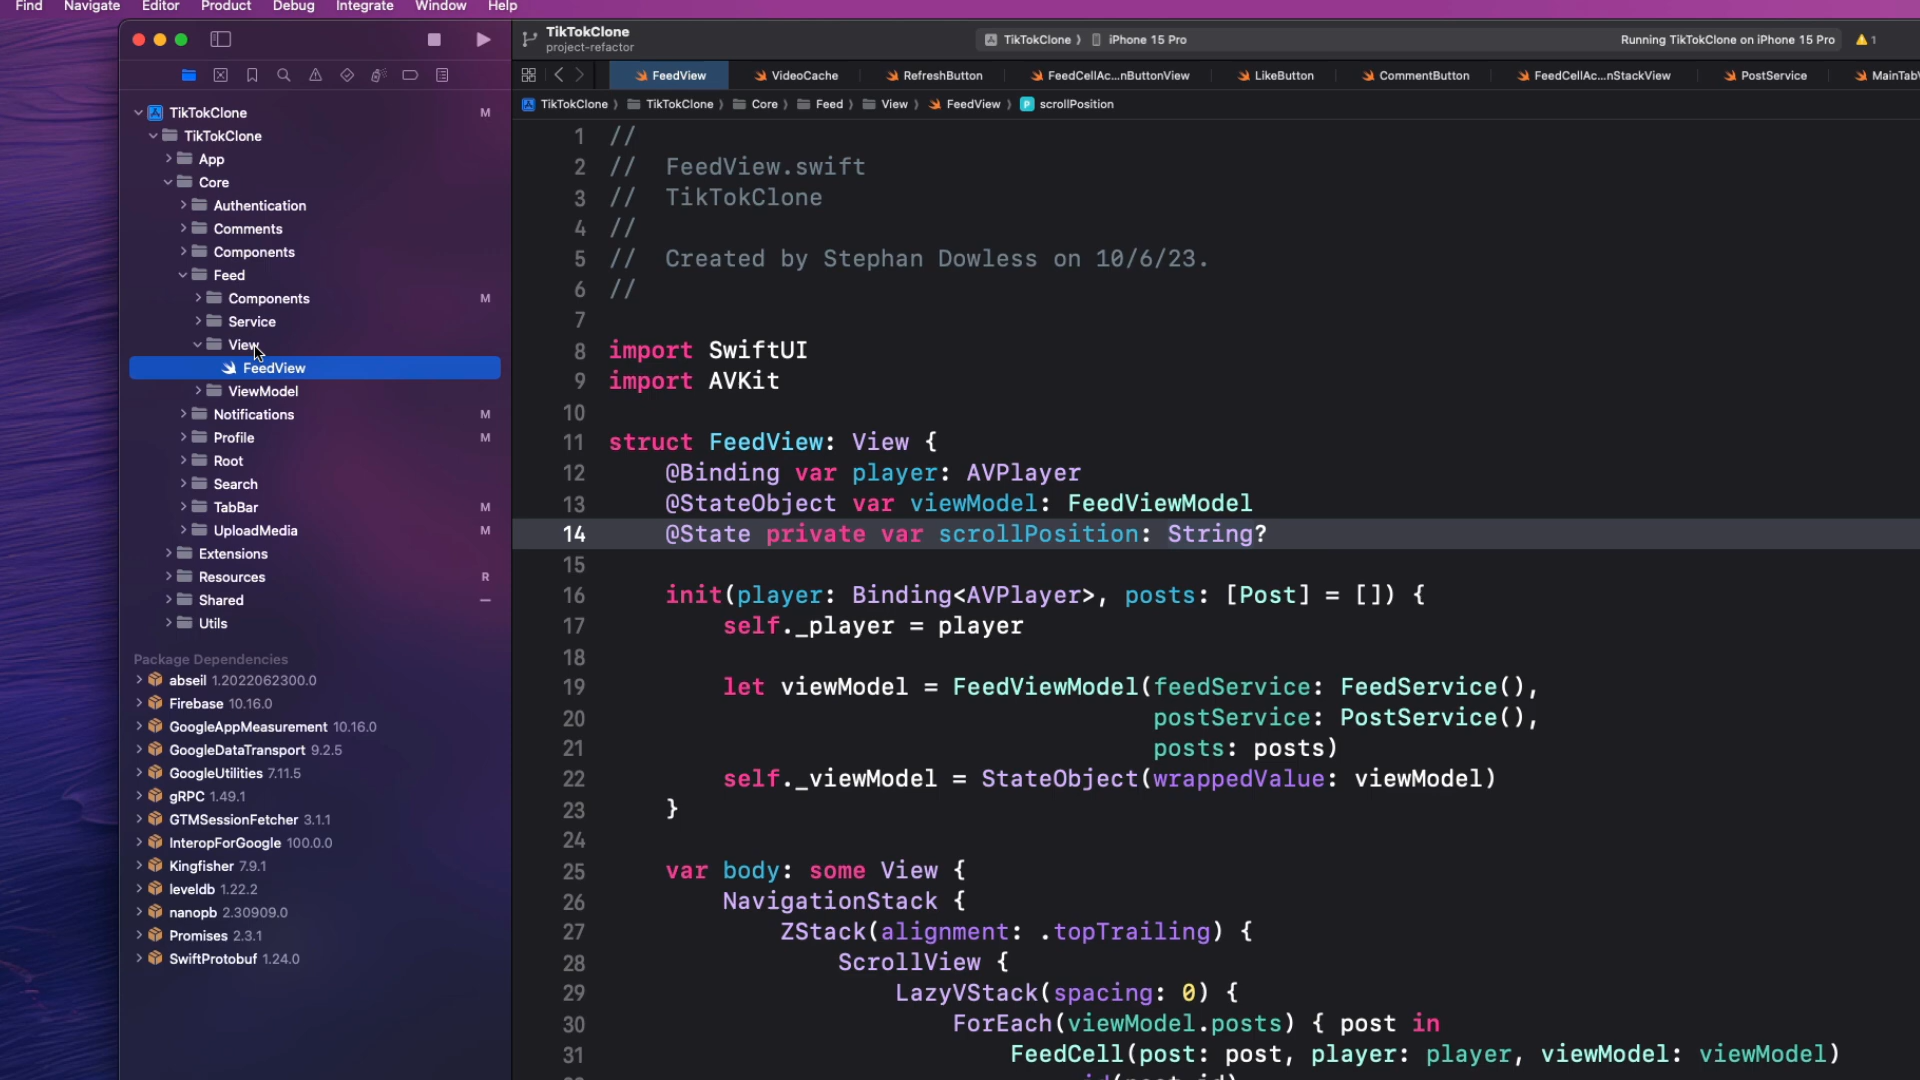 Find Navigate Editor Product Debug Integrate Window Help
TikTokClone
project-refactor
TikTokClone iPhone 15 Pro
Running TikTokClone on iPhone 15 Pro 1
FeedView VideoCache RefreshButton FeedCellAc...nButtonView LikeButton CommentButton FeedCellAc...nStackView PostService MainTabV
TikTokClone TikTokClone Core Feed View FeedView P scrollPosition
TikTokClone M
TikTokClone
App
Core
Authentication
Comments
Components
Feed
Components M
Service
View
FeedView
ViewModel
Notifications M
Profile M
Root
Search
TabBar M
UploadMedia M
Extensions
Resources R
Shared –
Utils
Package Dependencies
abseil 1.2022062300.0
Firebase 10.16.0
GoogleAppMeasurement 10.16.0
GoogleDataTransport 9.2.5
GoogleUtilities 7.11.5
gRPC 1.49.1
GTMSessionFetcher 3.1.1
InteropForGoogle 100.0.0
Kingfisher 7.9.1
leveldb 1.22.2
nanopb 2.30909.0
Promises 2.3.1
SwiftProtobuf 1.24.0
1 //
2 // FeedView.swift
3 // TikTokClone
4 //
5 // Created by Stephan Dowless on 10/6/23.
6 //
7
8 import SwiftUI
9 import AVKit
10
11 struct FeedView: View {
12 @Binding var player: AVPlayer
13 @StateObject var viewModel: FeedViewModel
14 @State private var scrollPosition: String?
15
16 init(player: Binding<AVPlayer>, posts: [Post] = []) {
17 self._player = player
18
19 let viewModel = FeedViewModel(feedService: FeedService(),
20 postService: PostService(),
21 posts: posts)
22 self._viewModel = StateObject(wrappedValue: viewModel)
23 }
24
25 var body: some View {
26 NavigationStack {
27 ZStack(alignment: .topTrailing) {
28 ScrollView {
29 LazyVStack(spacing: 0) {
30 ForEach(viewModel.posts) { post in
31 FeedCell(post: post, player: player, viewModel: viewModel)